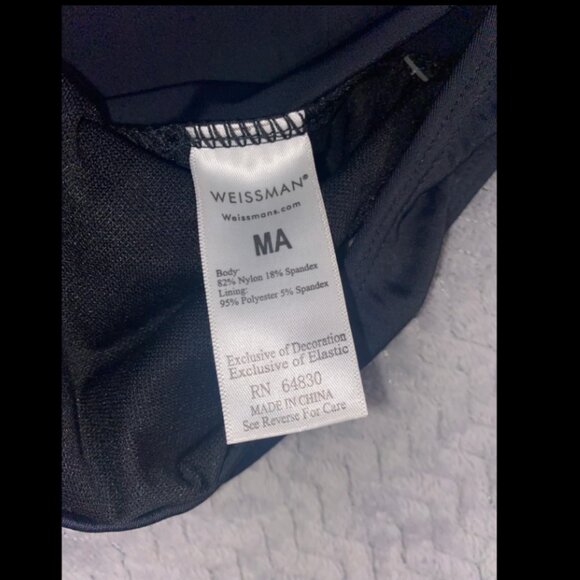 WEISSMAN®
Weissmans.com
MA
Body:
82% Nylon 18% Spandex
Lining:
95% Polyester 5% Spandex
Exclusive of Decoration
Exclusive of Elastic
RN 64830
MADE IN CHINA
See Reverse For Care